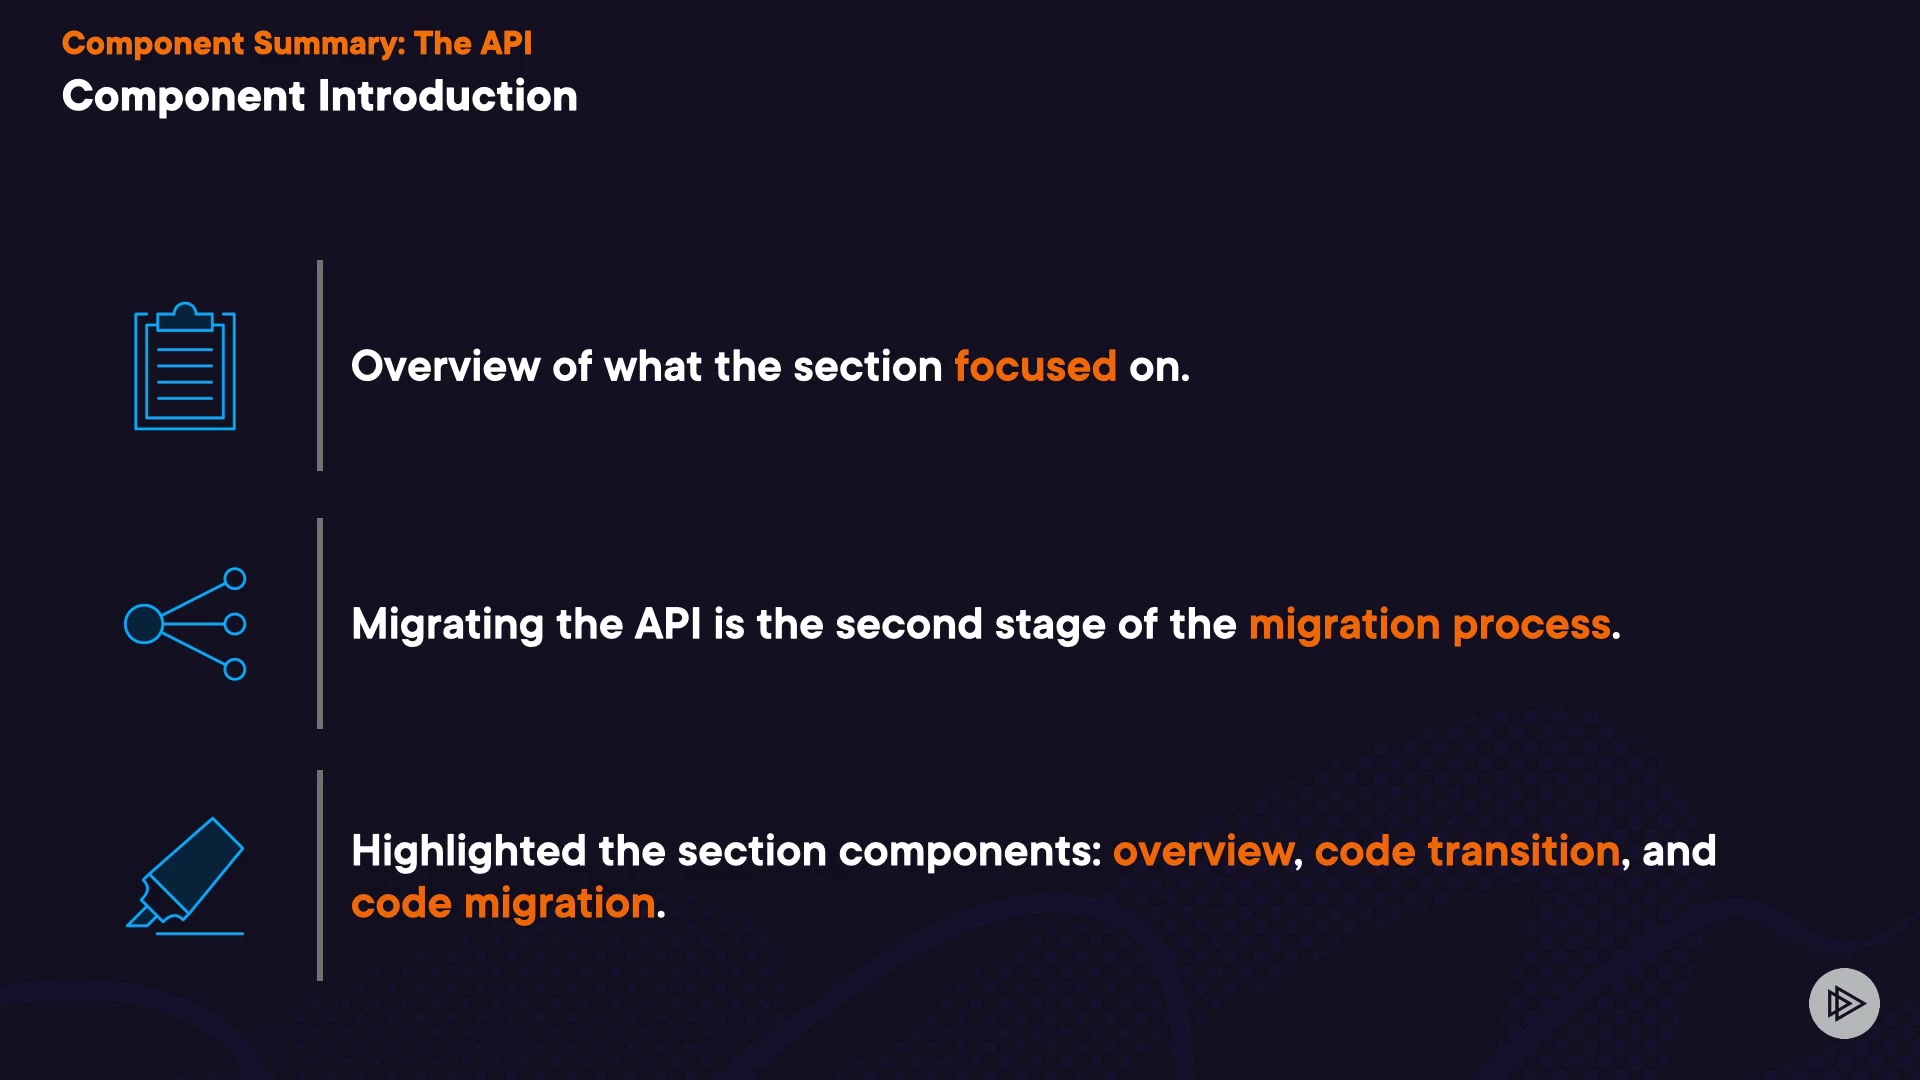 Component Summary: The API
Component Introduction
Overview of what the section focused on.
Migrating the API is the second stage of the migration process.
Highlighted the section components: overview, code transition, and
code migration.